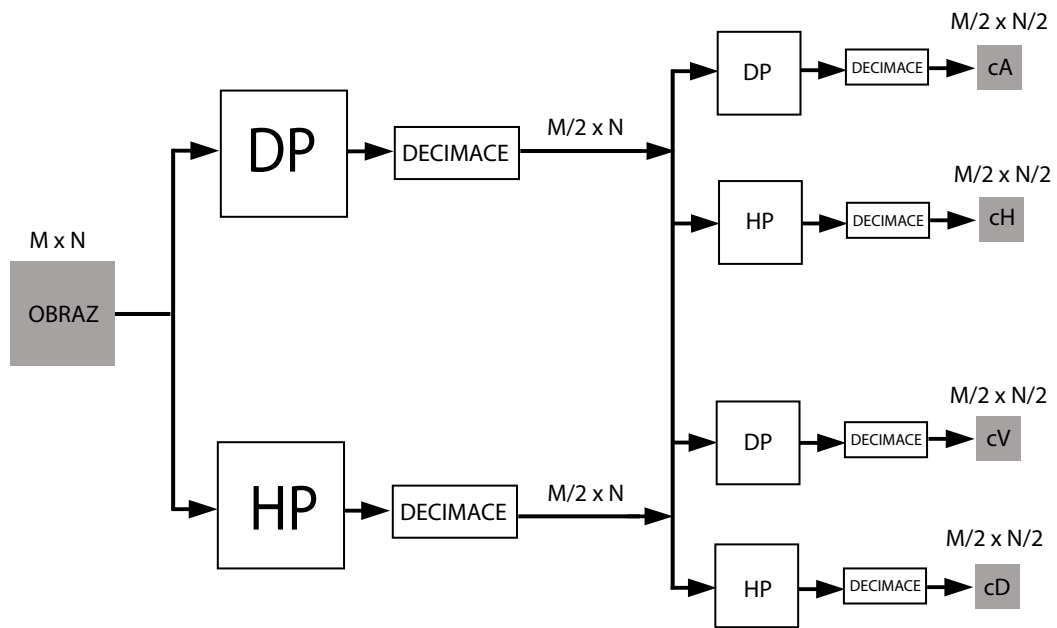 M x N
OBRAZ
DP
DECIMACE
M/2 x N
HP
DECIMACE
M/2 x N
DP
DECIMACE
M/2 x N/2
cA
HP
DECIMACE
M/2 x N/2
cH
DP
DECIMACE
M/2 x N/2
cV
HP
DECIMACE
M/2 x N/2
cD